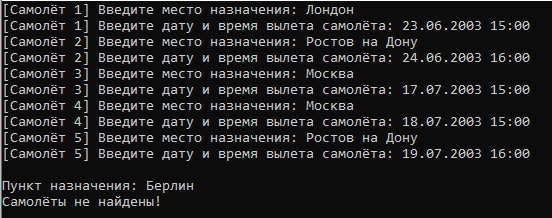 [Самолёт 1] Введите место назначения: Лондон
[Самолёт 1] Введите дату и время вылета самолёта: 23.06.2003 15:00
[Самолёт 2] Введите место назначения: Ростов на Дону
[Самолёт 2] Введите дату и время вылета самолёта: 24.06.2003 16:00
[Самолёт 3] Введите место назначения: Москва
[Самолёт 3] Введите дату и время вылета самолёта: 17.07.2003 15:00
[Самолёт 4] Введите место назначения: Москва
[Самолёт 4] Введите дату и время вылета самолёта: 18.07.2003 15:00
[Самолёт 5] Введите место назначения: Ростов на Дону
[Самолёт 5] Введите дату и время вылета самолёта: 19.07.2003 16:00
Пункт назначения: Берлин
Самолёты не найдены!